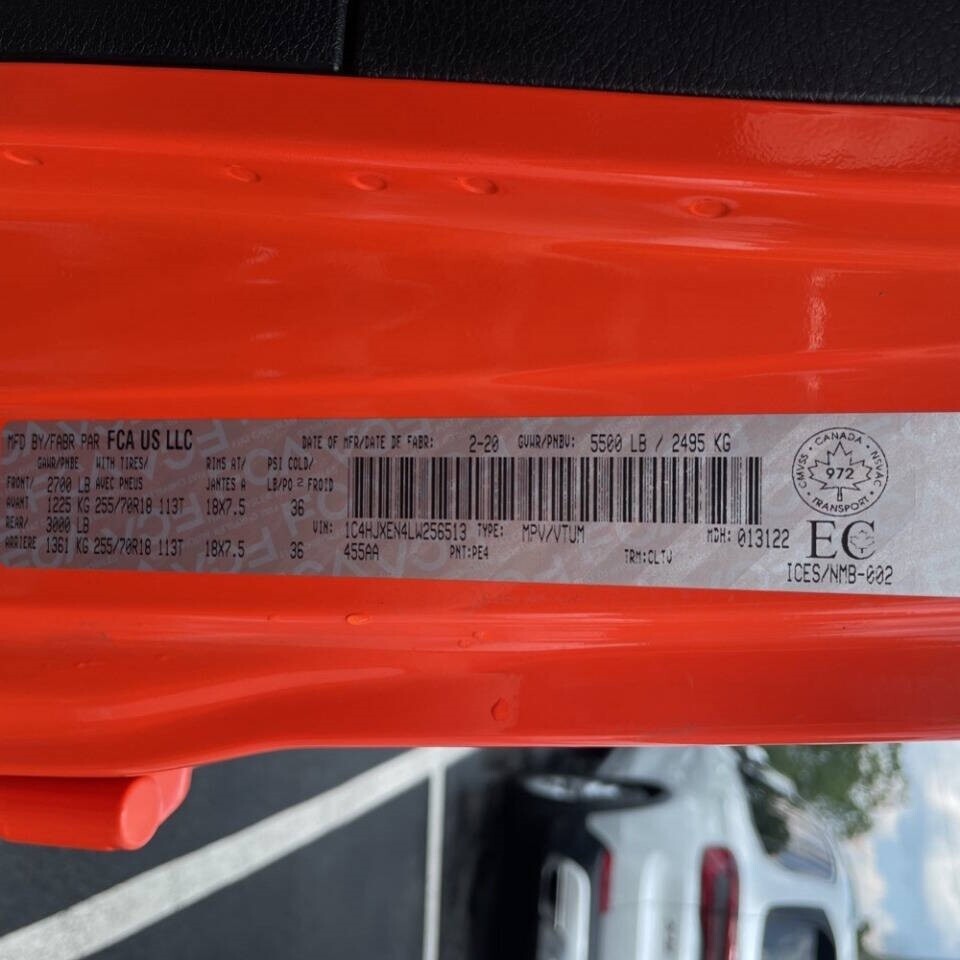 MFD BY/FABR PAR FCA US LLC DATE OF MFR/DATE DE FABR: 2-20 GVWR/PNBV: 5500 LB / 2495 KG
GAWR/PNBE WITH TIRES/ RIMS AT/ PSI COLD/
FRONT/ 2700 LB AVEC PNEUS JANTES A LB/PO 2 FROID
AVANT 1225 KG 255/70R18 113T 18X7.5 36
REAR/ 3000 LB
ARRIERE 1361 KG 255/70R18 113T 18X7.5 36
VIN: 1C4HJXEN4LW256513 TYPE: MPV/VTUM MDH: 013122
455AA PNT:PE4 TRM:CLTV
CANADA
CMVSS 972 NSVAC
TRANSPORT
EC
ICES/NMB-002